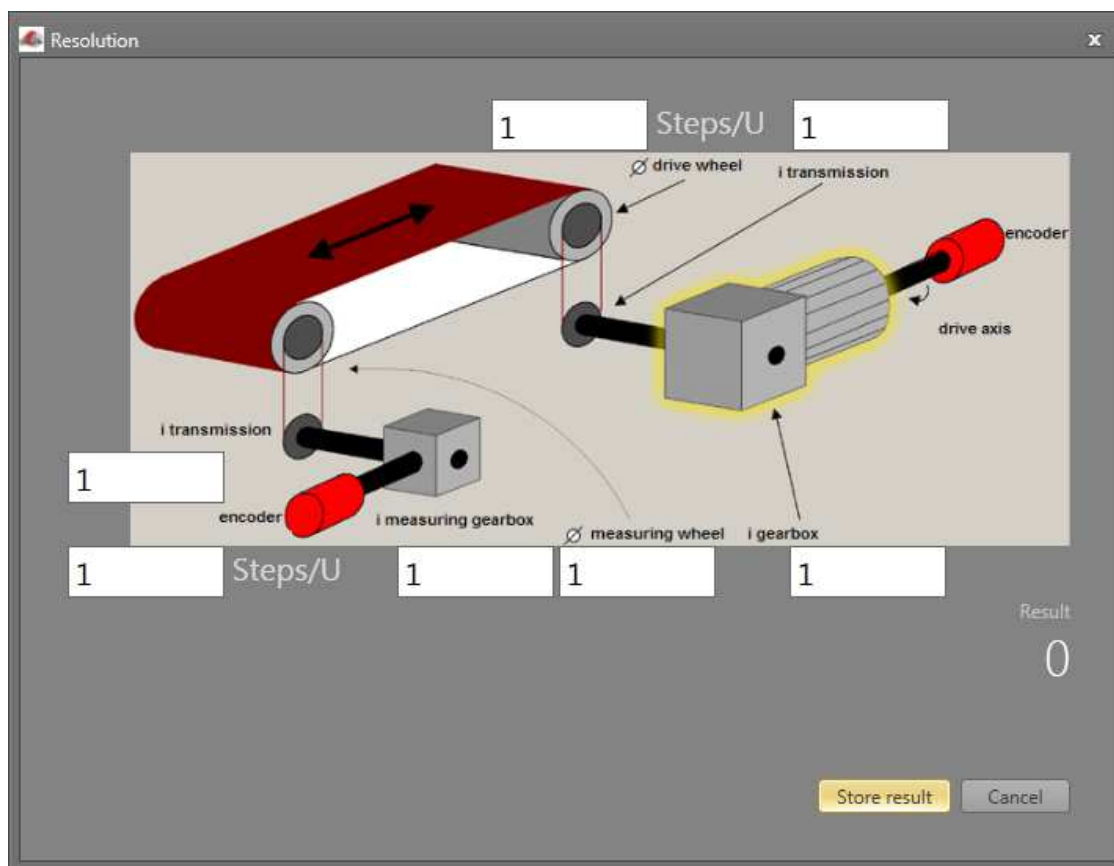 Resolution
x
1 Steps/U 1
Ø drive wheel
i transmission
encoder
drive axis
i transmission
1
encoder
i measuring gearbox
Ø measuring wheel
i gearbox
1 Steps/U 1 1 1
Result
0
Store result Cancel